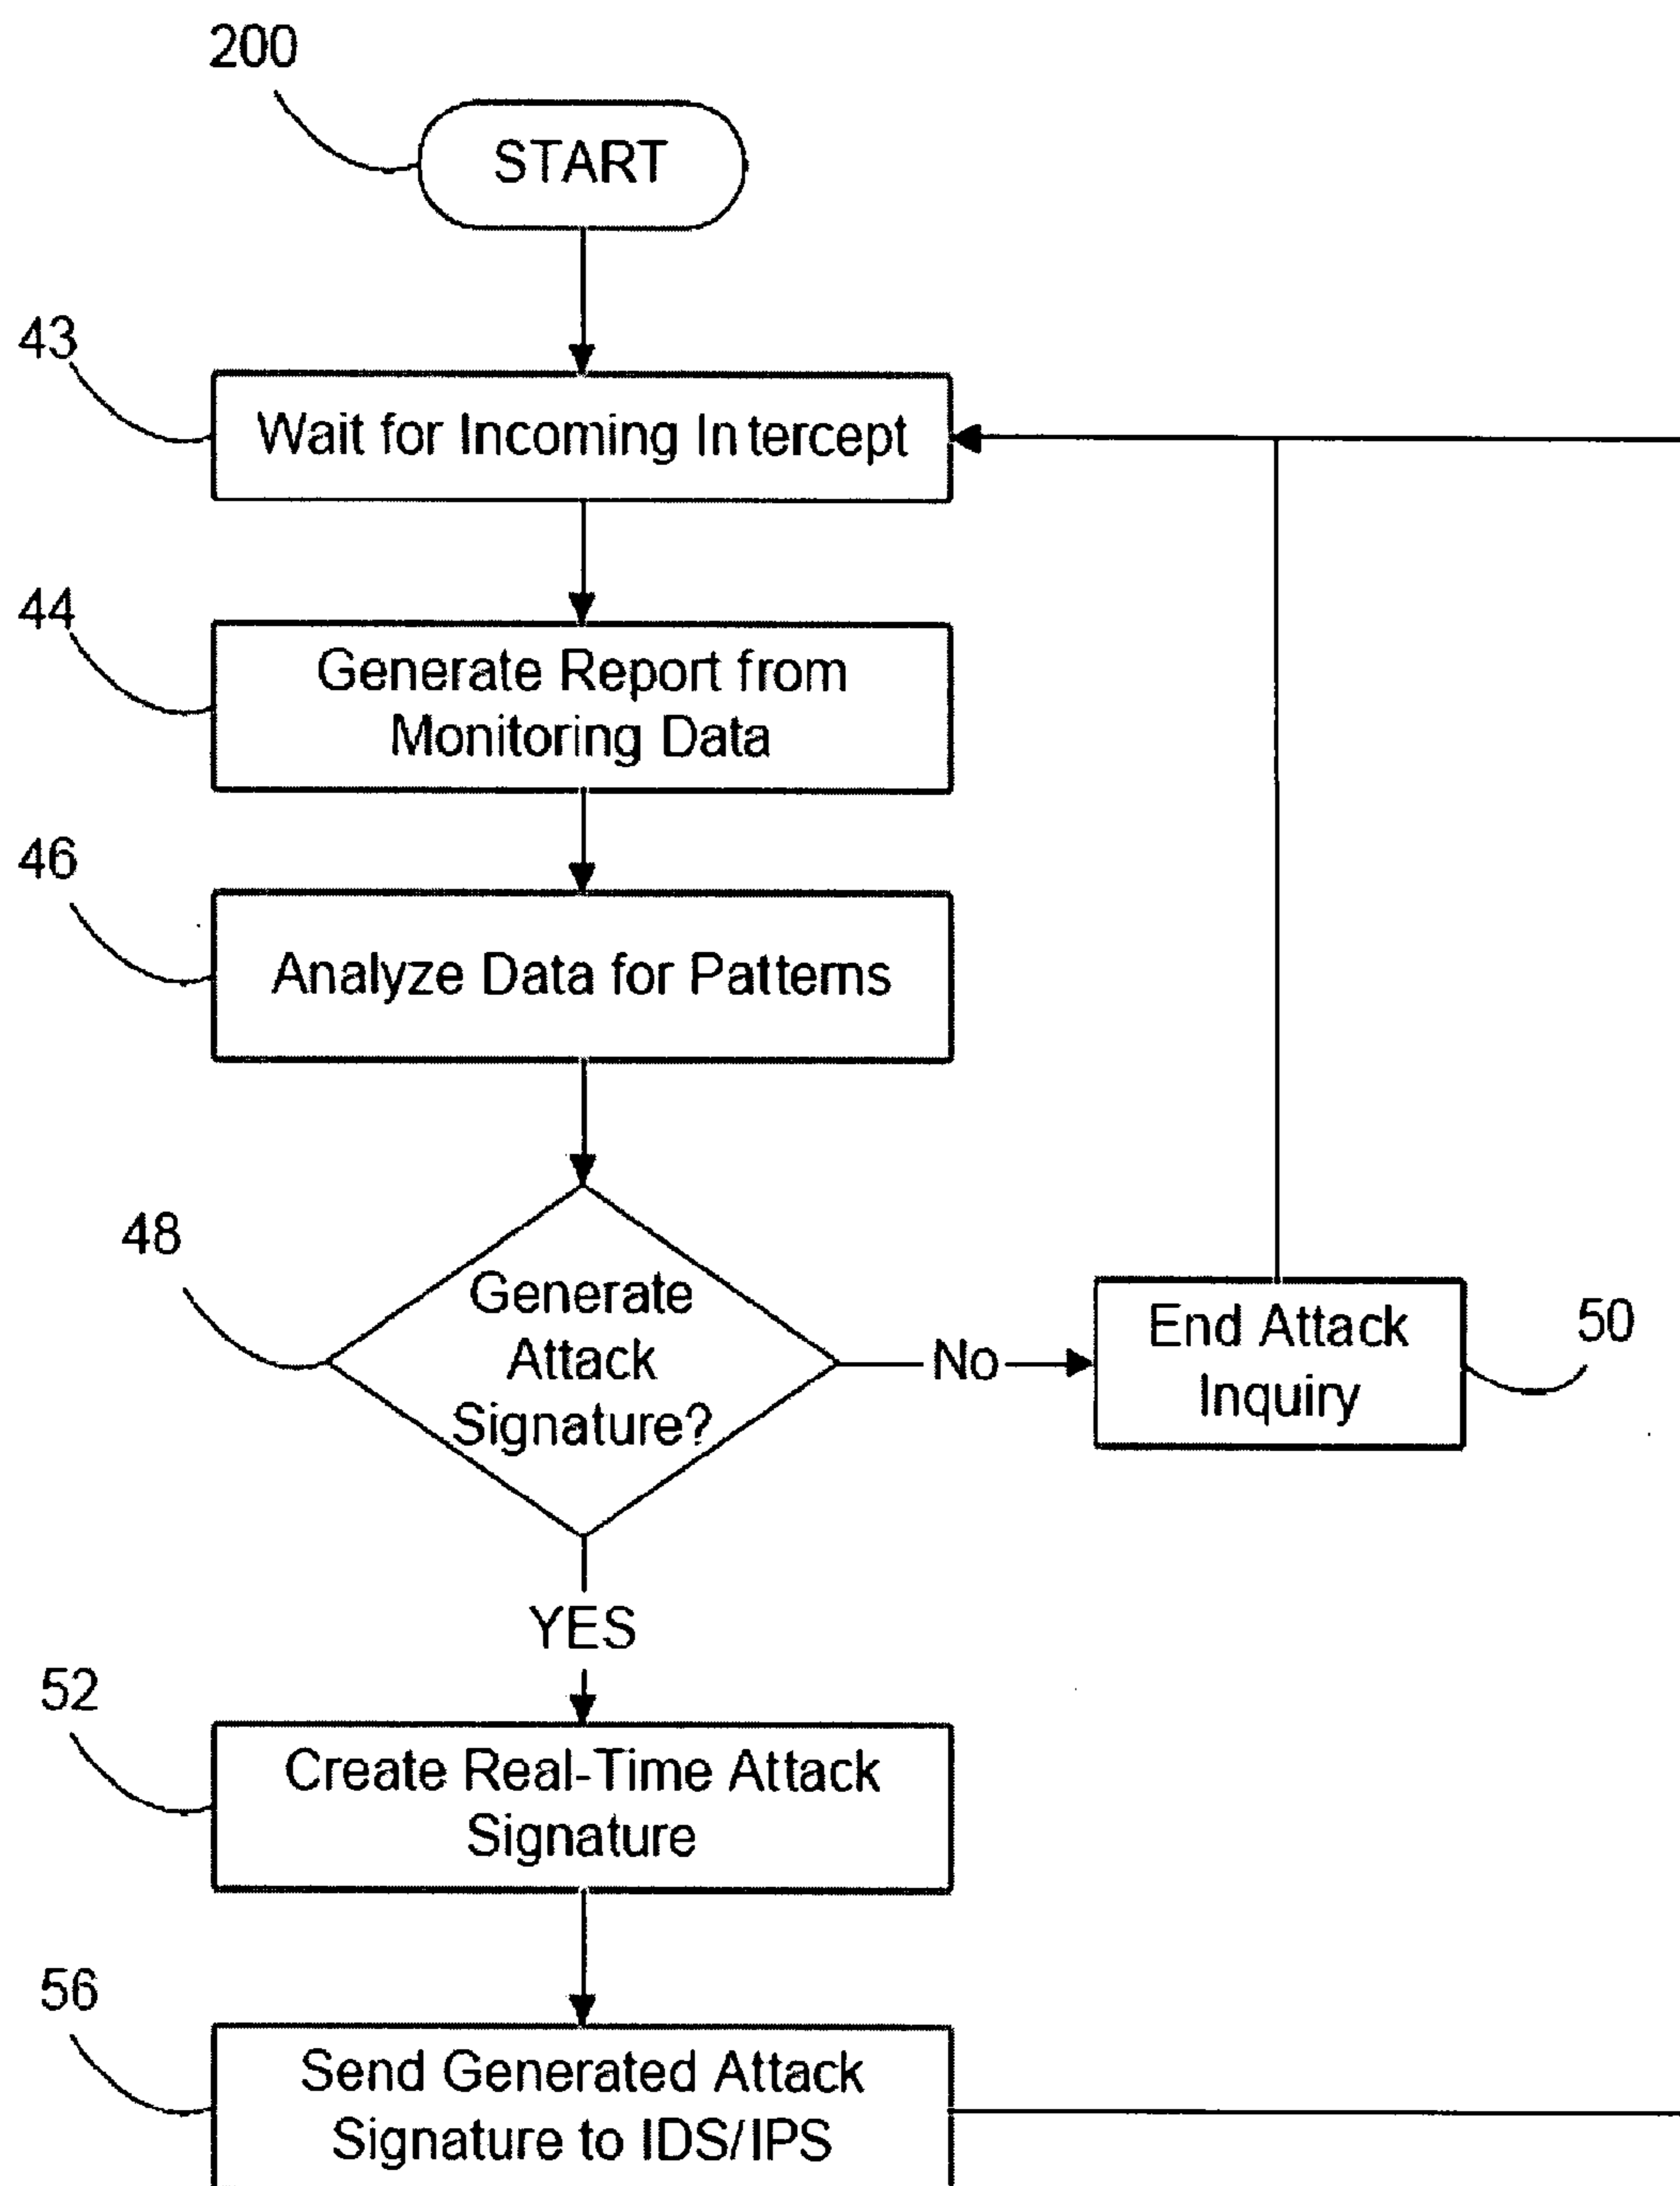 200
START
43
Wait for Incoming Intercept
44
Generate Report from
Monitoring Data
46
Analyze Data for Patterns
48
Generate
Attack
Signature?
No
End Attack
Inquiry
50
YES
52
Create Real-Time Attack
Signature
56
Send Generated Attack
Signature to IDS/IPS